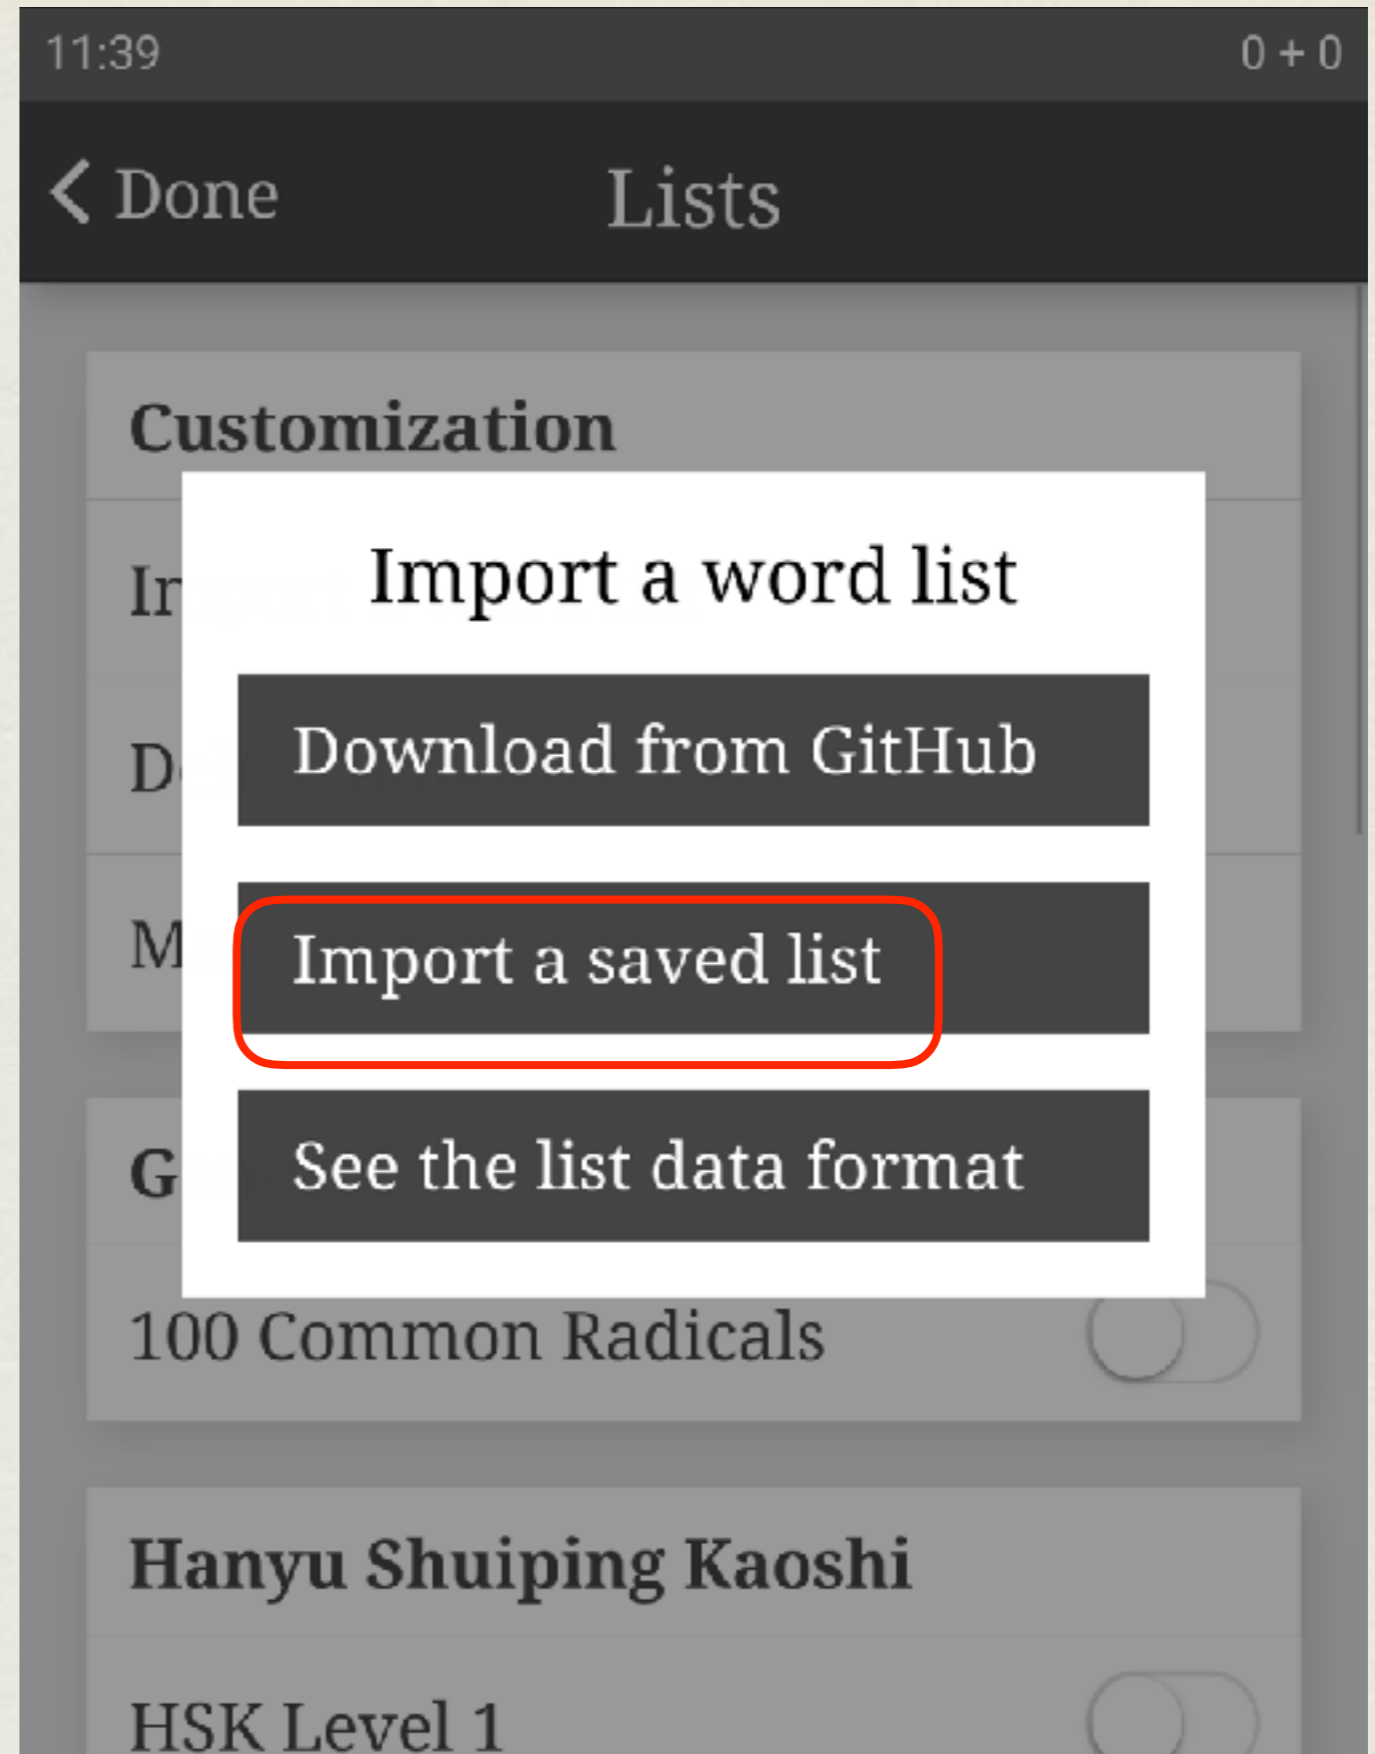 11:39
0 + 0
Done
Lists
Customization
Import a word list
Download from GitHub
Import a saved list
See the list data format
100 Common Radicals
Hanyu Shuiping Kaoshi
HSK Level 1